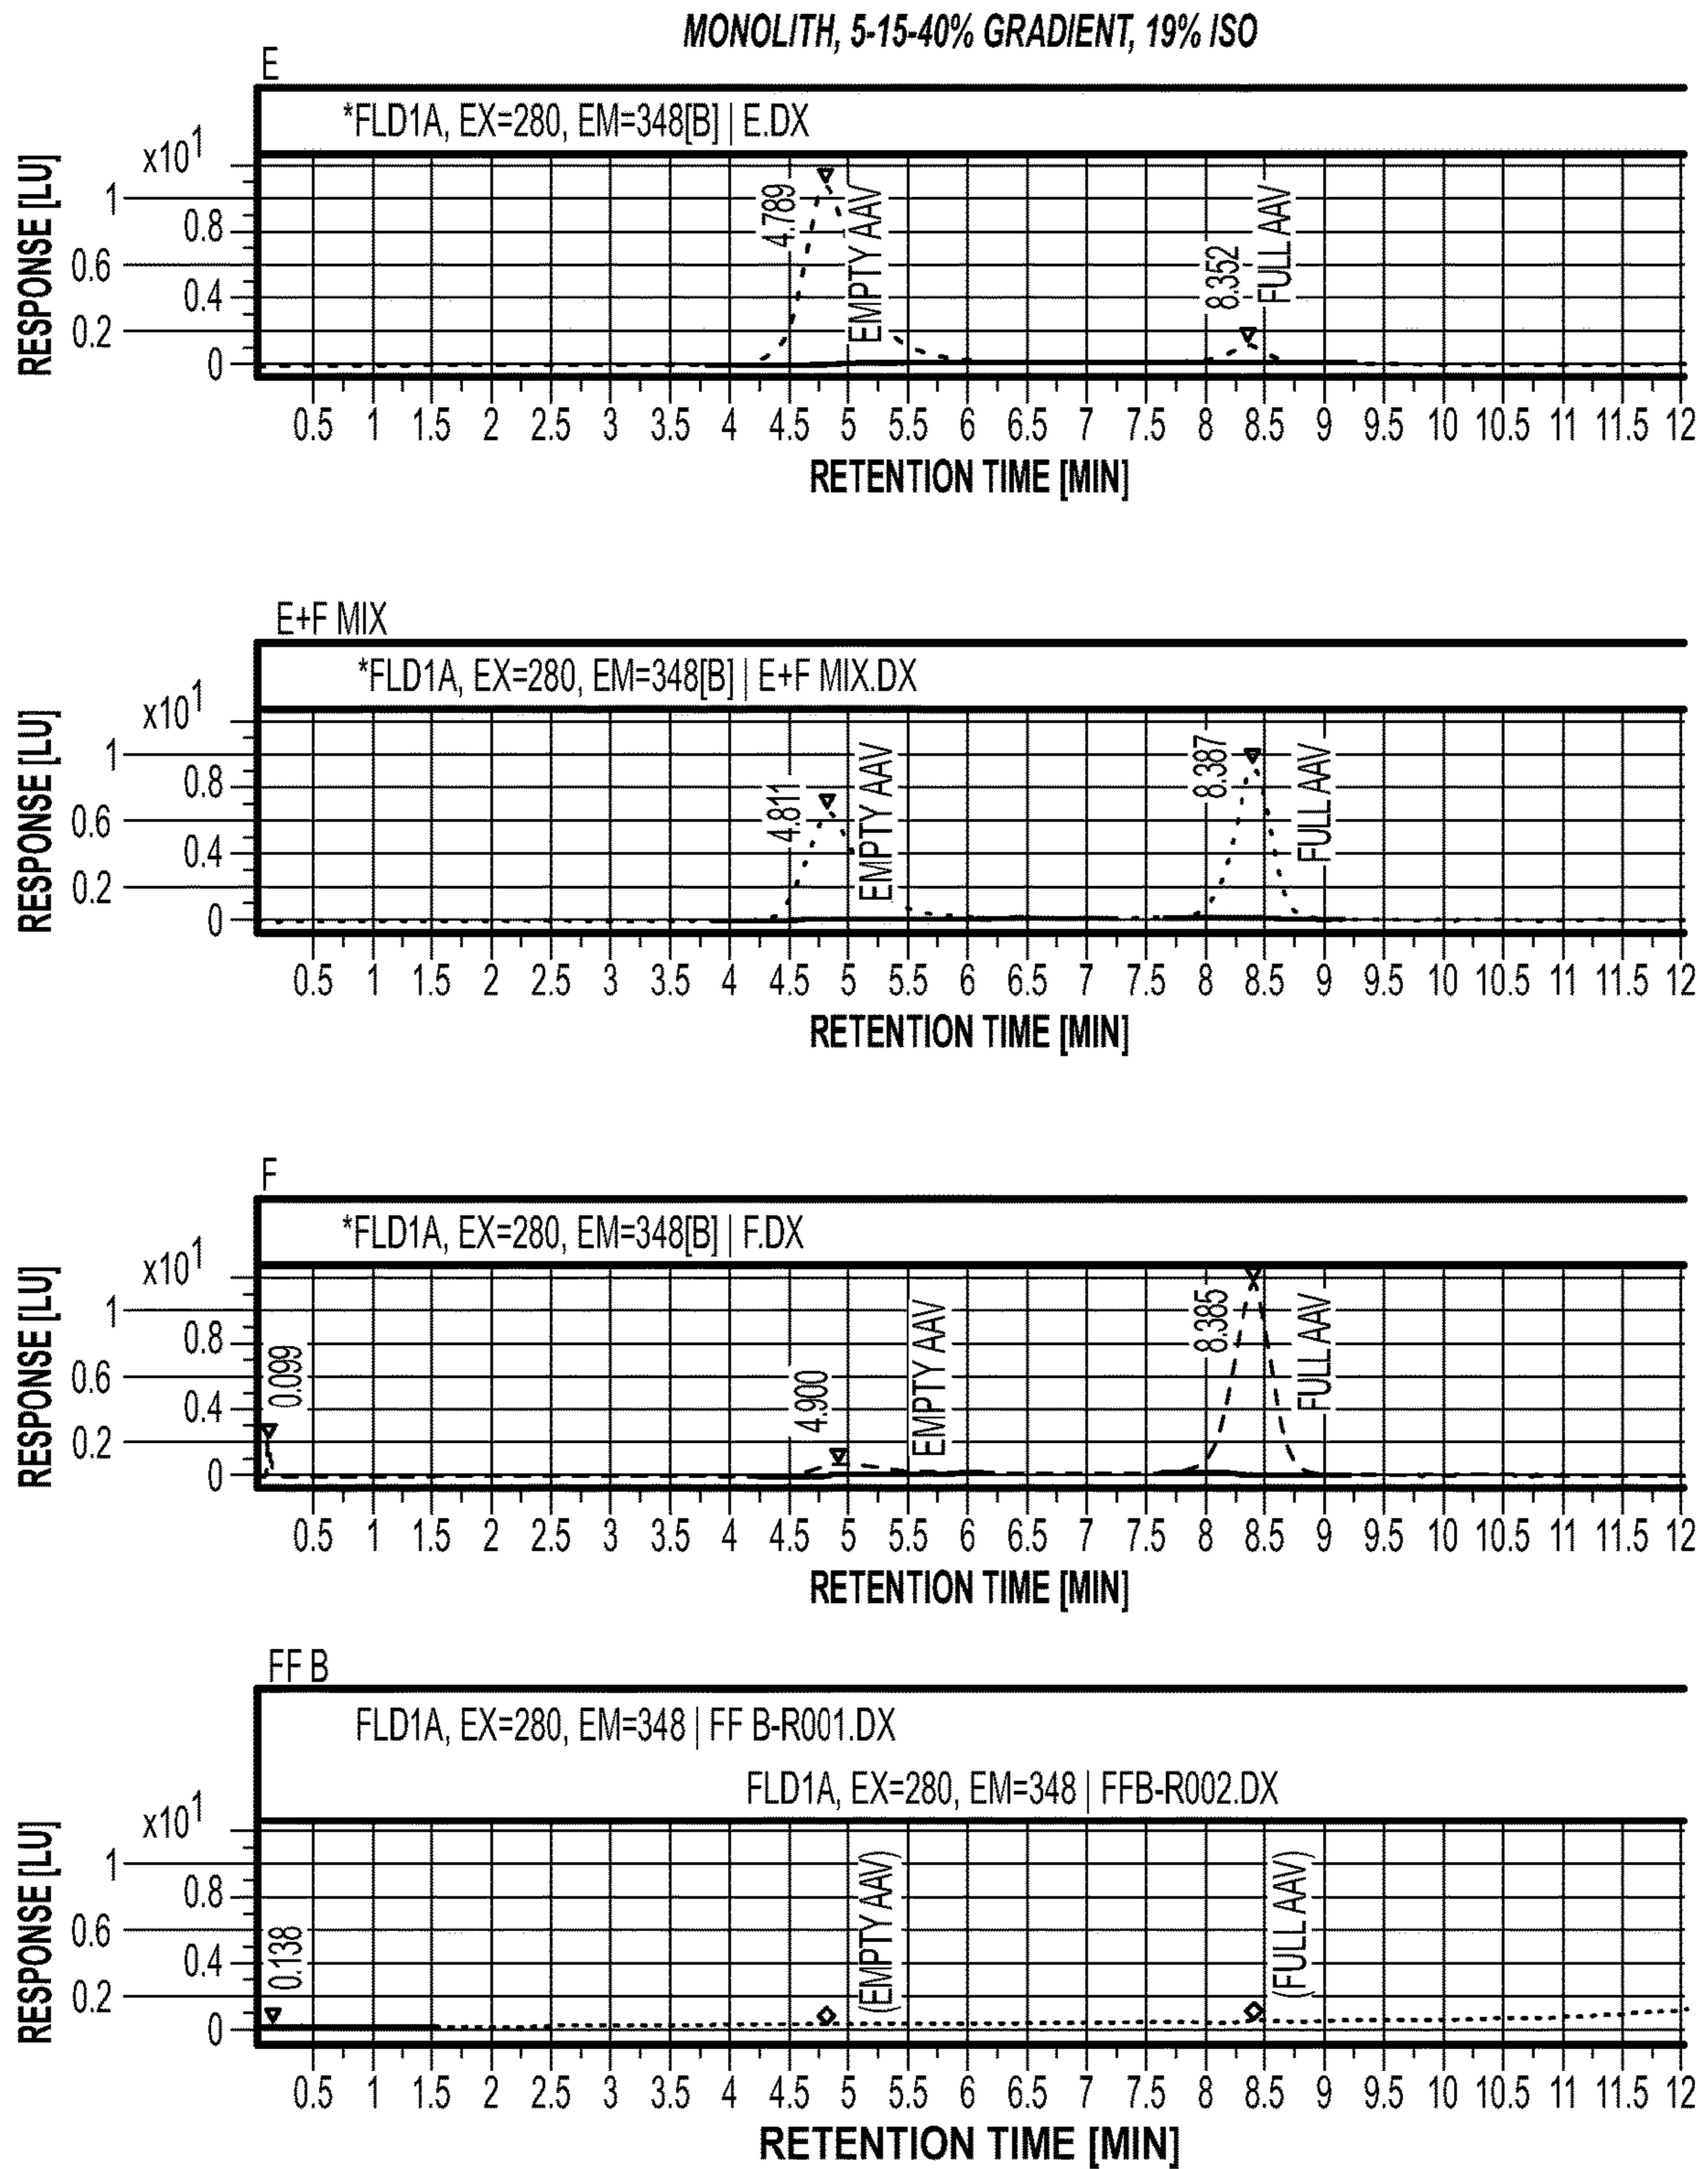 MONOLITH, 5-15-40% GRADIENT, 19% ISO
E
*FLD1A, EX=280, EM=348[B] | E.DX
x10¹
RESPONSE [LU]
1
0.8
0.6
0.4
0.2
0
4.789
EMPTY AAV
8.352
FULL AAV
0.5 1 1.5 2 2.5 3 3.5 4 4.5 5 5.5 6 6.5 7 7.5 8 8.5 9 9.5 10 10.5 11 11.5 12
RETENTION TIME [MIN]
E+F MIX
*FLD1A, EX=280, EM=348[B] | E+F MIX.DX
x10¹
RESPONSE [LU]
1
0.8
0.6
0.4
0.2
0
4.811
EMPTY AAV
8.387
FULL AAV
0.5 1 1.5 2 2.5 3 3.5 4 4.5 5 5.5 6 6.5 7 7.5 8 8.5 9 9.5 10 10.5 11 11.5 12
RETENTION TIME [MIN]
F
*FLD1A, EX=280, EM=348[B] | F.DX
x10¹
RESPONSE [LU]
1
0.8
0.6
0.4
0.2
0
0.099
4.900
EMPTY AAV
8.385
FULL AAV
0.5 1 1.5 2 2.5 3 3.5 4 4.5 5 5.5 6 6.5 7 7.5 8 8.5 9 9.5 10 10.5 11 11.5 12
RETENTION TIME [MIN]
FF B
FLD1A, EX=280, EM=348 | FF B-R001.DX
FLD1A, EX=280, EM=348 | FFB-R002.DX
x10¹
RESPONSE [LU]
1
0.8
0.6
0.4
0.2
0
0.138
(EMPTY AAV)
(FULL AAV)
0.5 1 1.5 2 2.5 3 3.5 4 4.5 5 5.5 6 6.5 7 7.5 8 8.5 9 9.5 10 10.5 11 11.5 12
RETENTION TIME [MIN]